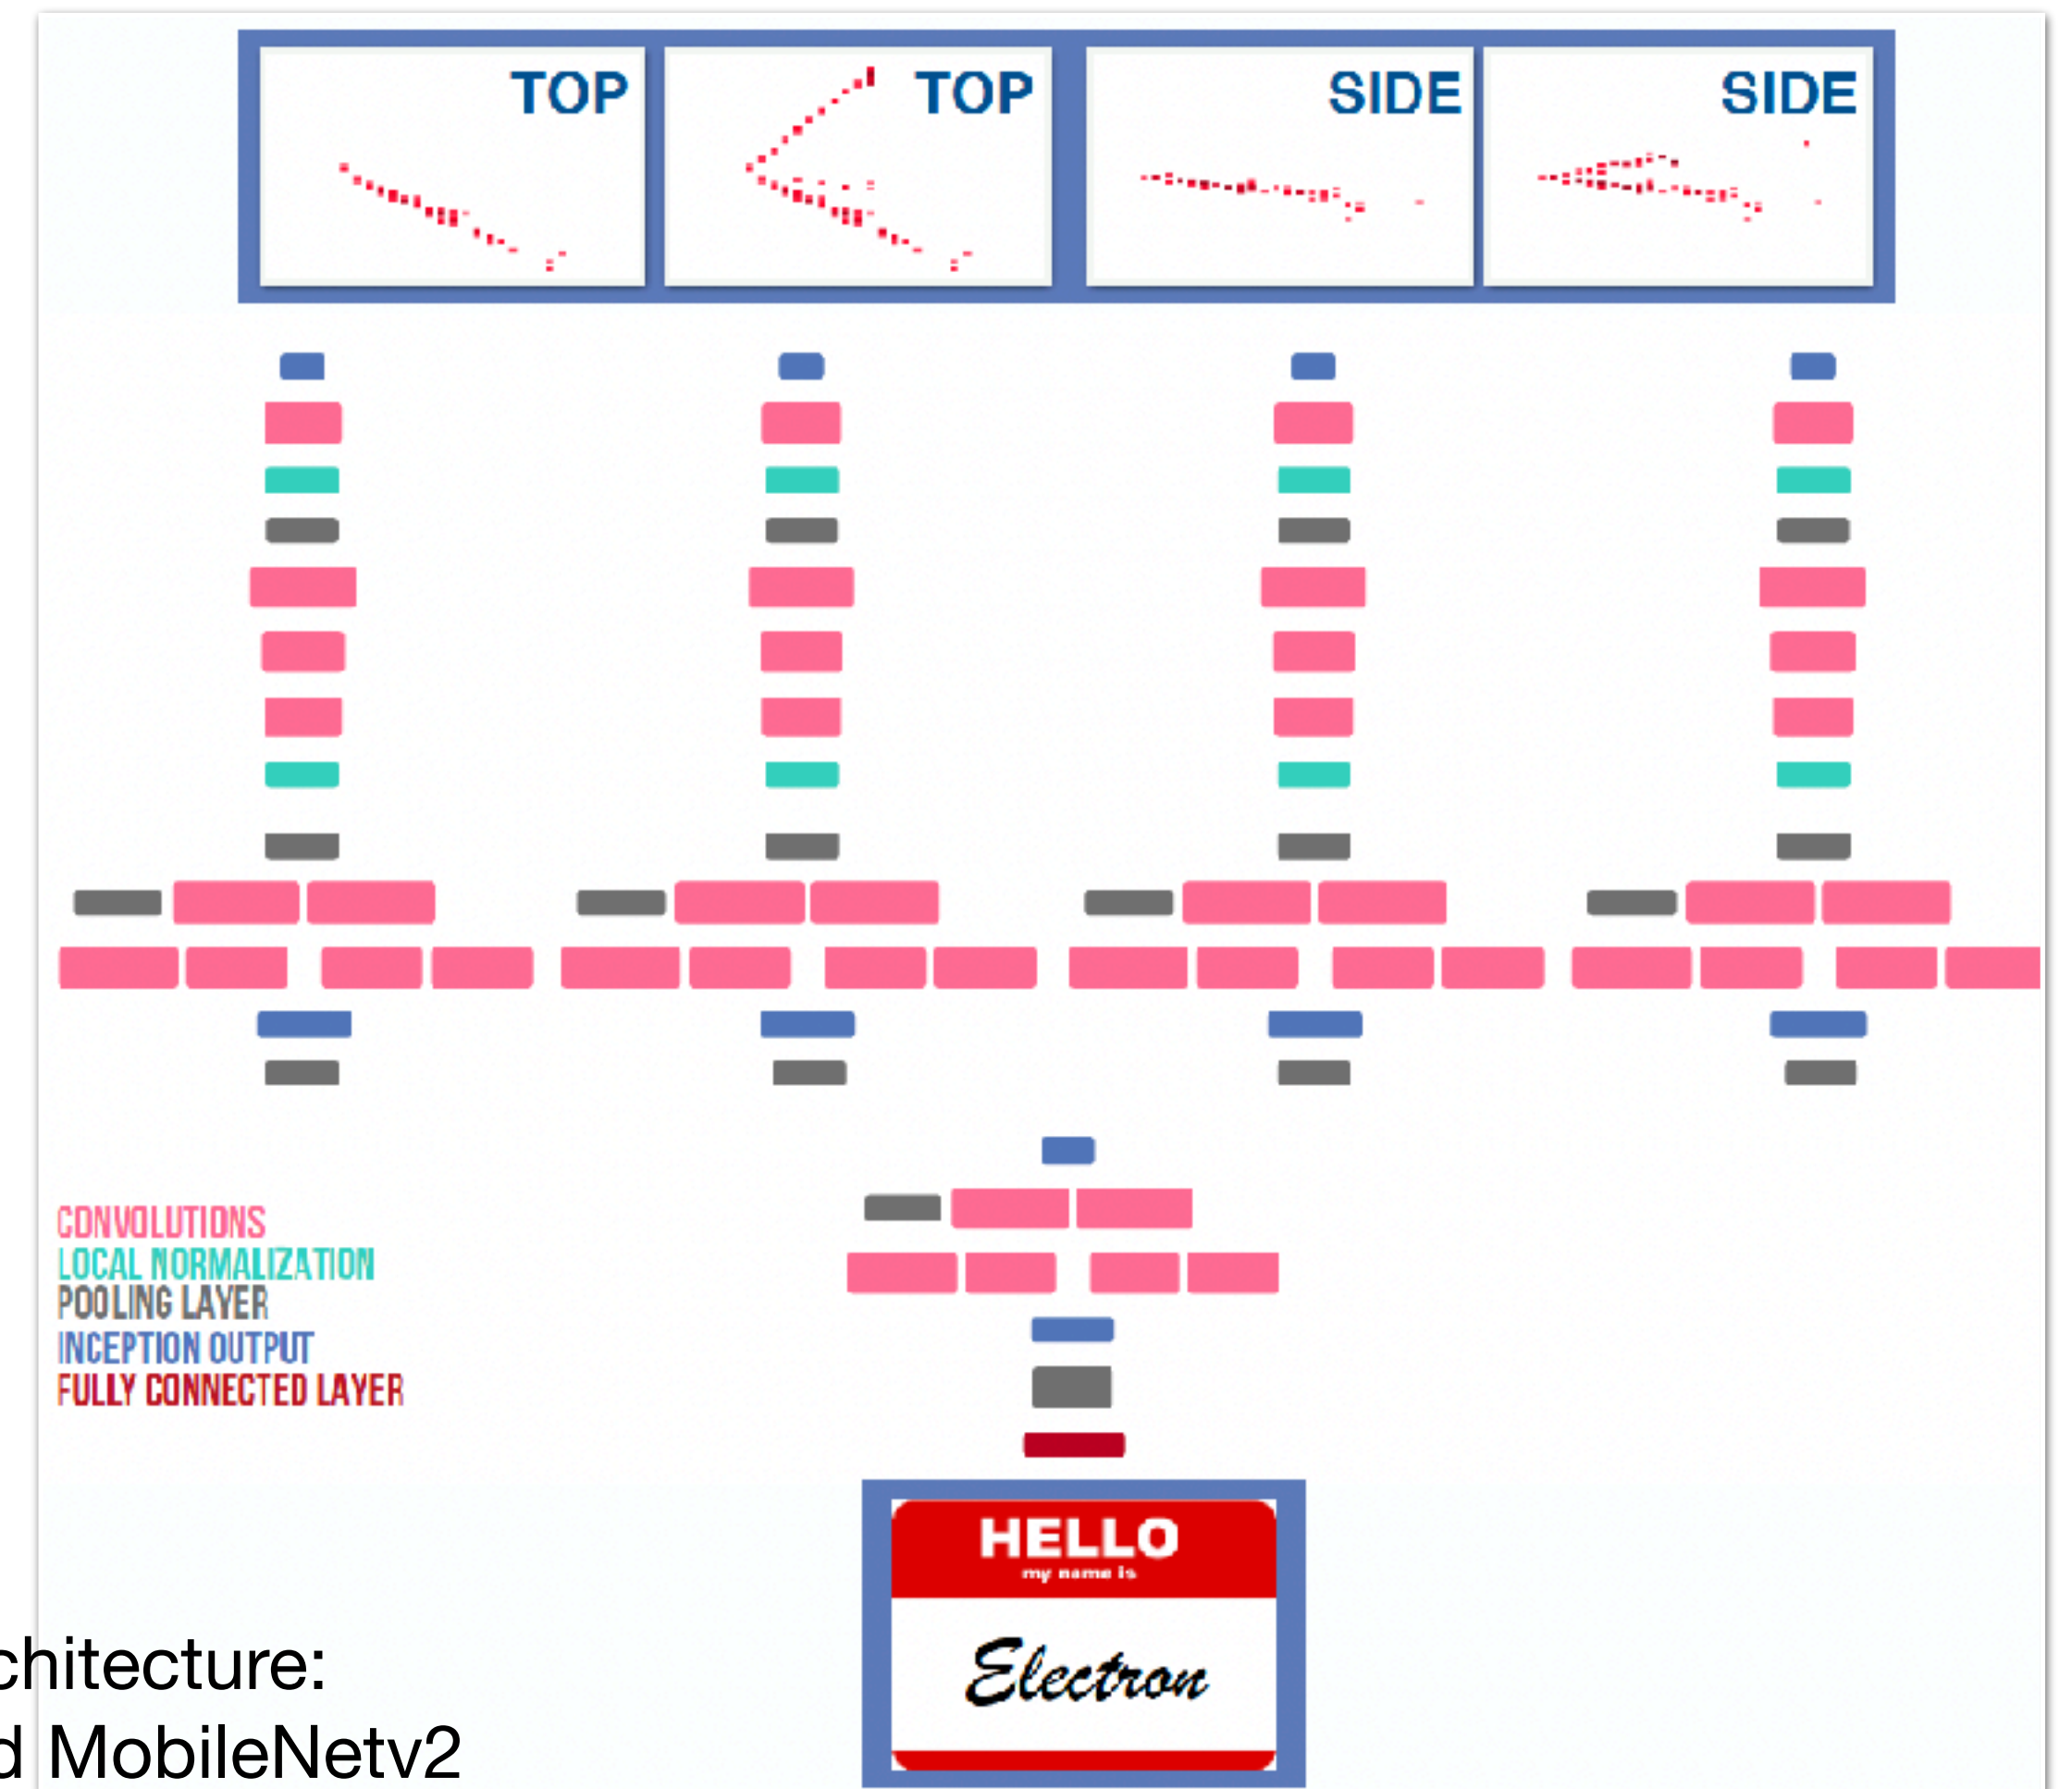 TOP
TOP
SIDE
SIDE
CONVOLUTIONS
LOCAL NORMALIZATION
POOLING LAYER
INCEPTION OUTPUT
FULLY CONNECTED LAYER
HELLO
my name is
Electron
chitecture:
d MobileNetv2